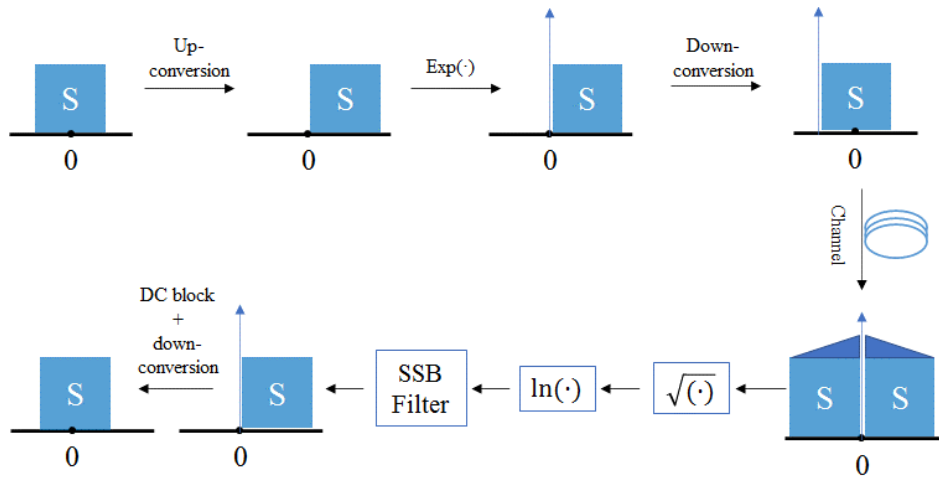 Up-
conversion
Exp(·)
Down-
conversion
S
S
S
S
0
0
0
0
Channel
DC block
+
down-
conversion
S
S
SSB
Filter
ln(·)
√(·)
S
S
0
0
0